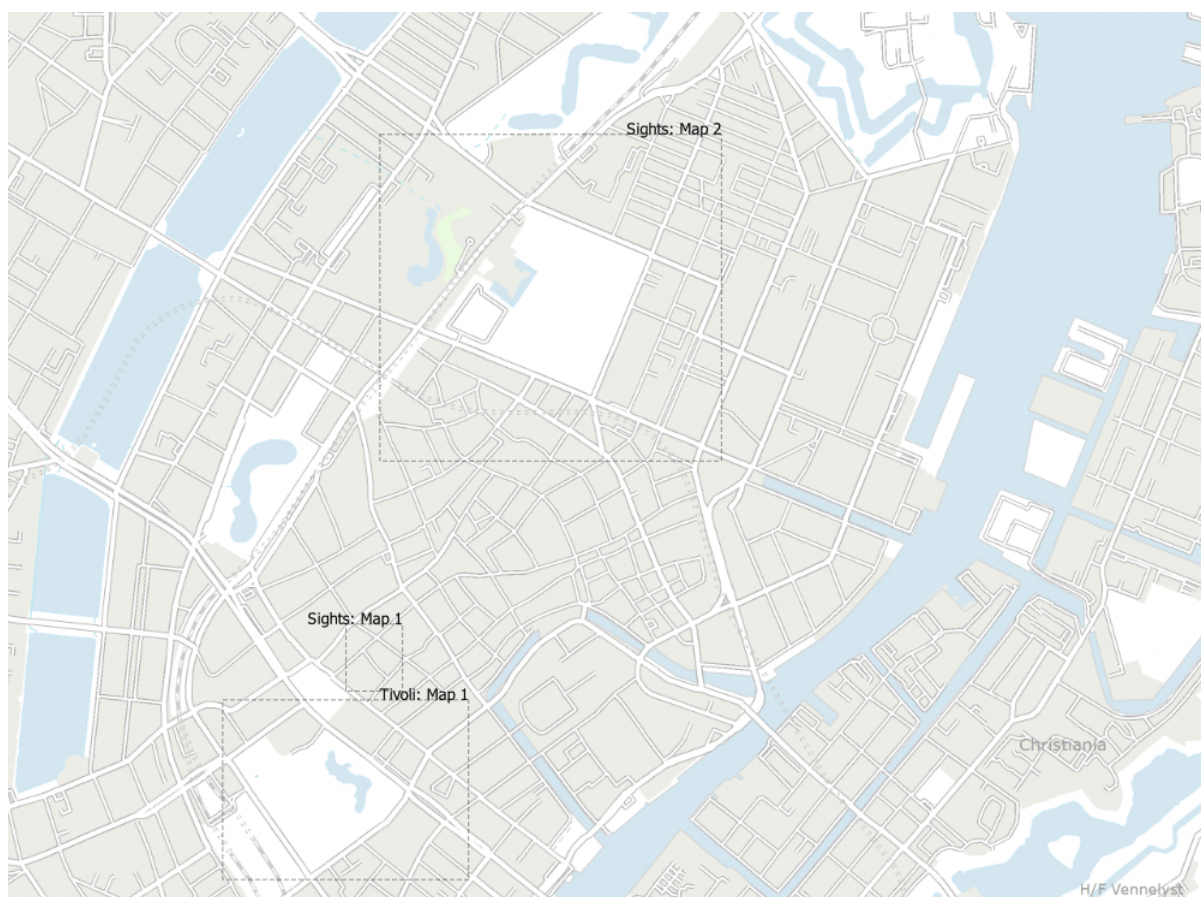 Sights: Map 2
Sights: Map 1
Tivoli: Map 1
Christiania
H/F Vennelyst